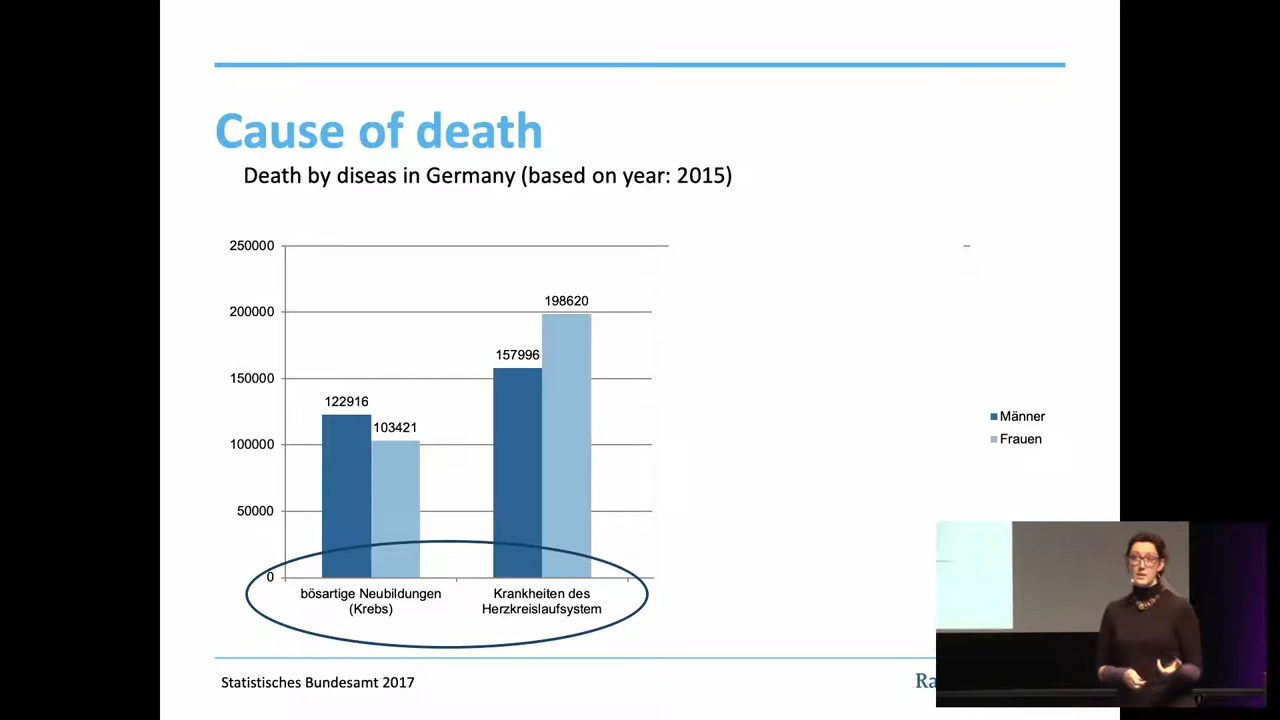 Cause of death
Death by diseas in Germany (based on year: 2015)
250000
200000
150000
100000
50000
0
122916
103421
157996
198620
Männer
Frauen
bösartige Neubildungen
(Krebs)
Krankheiten des
Herzkreislaufsystem
Statistisches Bundesamt 2017
Ra